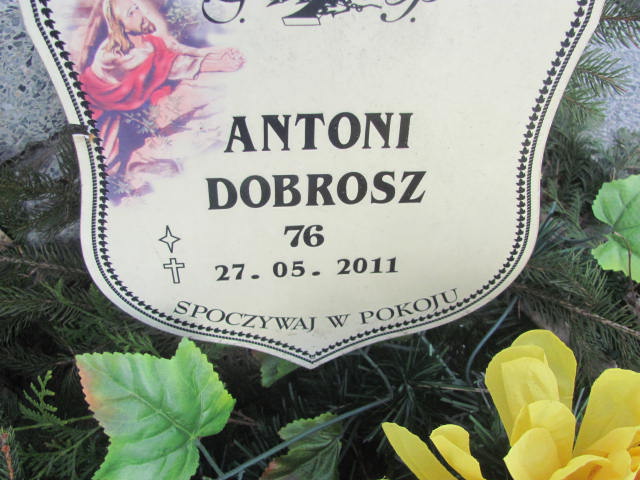 Ś. P.
ANTONI
DOBROSZ
76
27. 05. 2011
SPOCZYWAJ W POKOJU